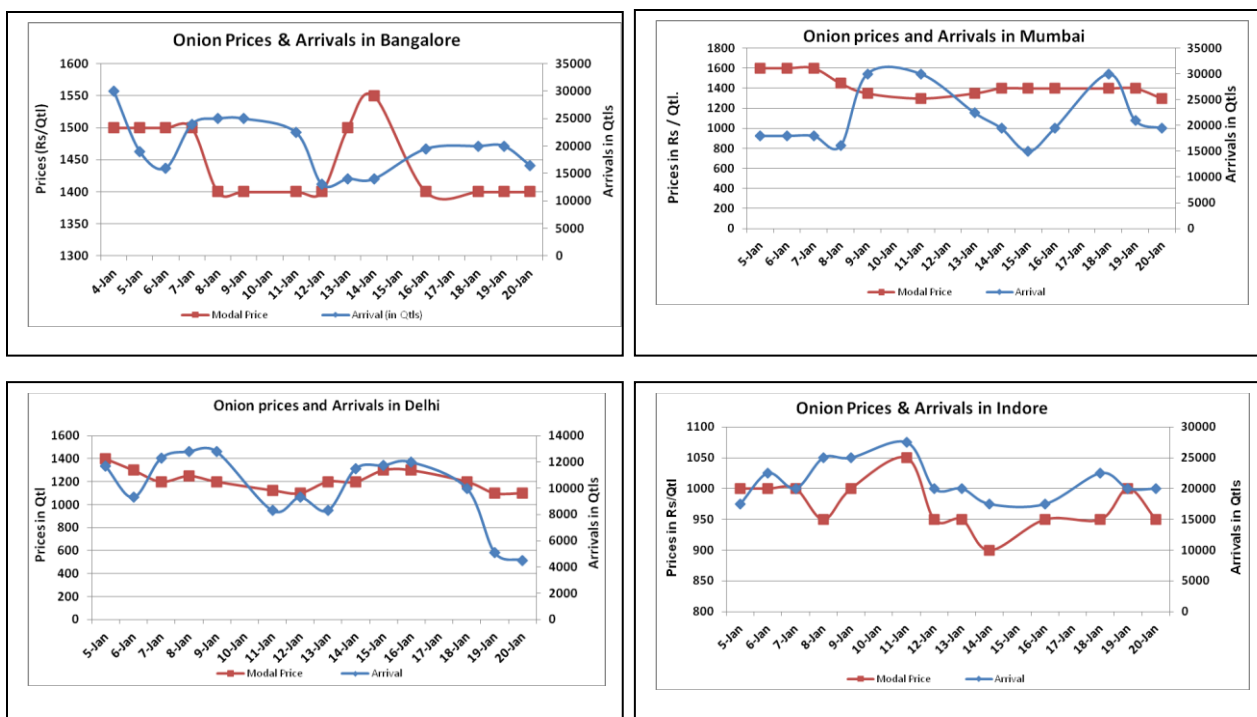 Onion Prices & Arrivals in Bangalore
Prices (Rs/Qtl)
1600
1550
1500
1450
1400
1350
1300
35000
30000
25000
20000
15000
10000
5000
0
Arrivals in Qtls
4-Jan
5-Jan
6-Jan
7-Jan
8-Jan
9-Jan
10-Jan
11-Jan
12-Jan
13-Jan
14-Jan
15-Jan
16-Jan
17-Jan
18-Jan
19-Jan
20-Jan
Modal Price
Arrival (in Qtls)
Onion prices and Arrivals in Mumbai
Prices in Rs / Qtl.
1800
1600
1400
1200
1000
800
600
400
200
0
35000
30000
25000
20000
15000
10000
5000
0
Arrivals in Qtls
5-Jan
6-Jan
7-Jan
8-Jan
9-Jan
10-Jan
11-Jan
12-Jan
13-Jan
14-Jan
15-Jan
16-Jan
17-Jan
18-Jan
19-Jan
20-Jan
Modal Price
Arrival
Onion prices and Arrivals in Delhi
Prices in Qtl
1600
1400
1200
1000
800
600
400
200
0
14000
12000
10000
8000
6000
4000
2000
0
Arrivals in Qtls
5-Jan
6-Jan
7-Jan
8-Jan
9-Jan
10-Jan
11-Jan
12-Jan
13-Jan
14-Jan
15-Jan
16-Jan
17-Jan
18-Jan
19-Jan
20-Jan
Modal Price
Arrival
Onion Prices & Arrivals in Indore
Prices in Rs/Qtl
1100
1050
1000
950
900
850
800
30000
25000
20000
15000
10000
5000
0
Arrivals in Qtls
5-Jan
6-Jan
7-Jan
8-Jan
9-Jan
10-Jan
11-Jan
12-Jan
13-Jan
14-Jan
15-Jan
16-Jan
17-Jan
18-Jan
19-Jan
20-Jan
Modal Price
Arrival